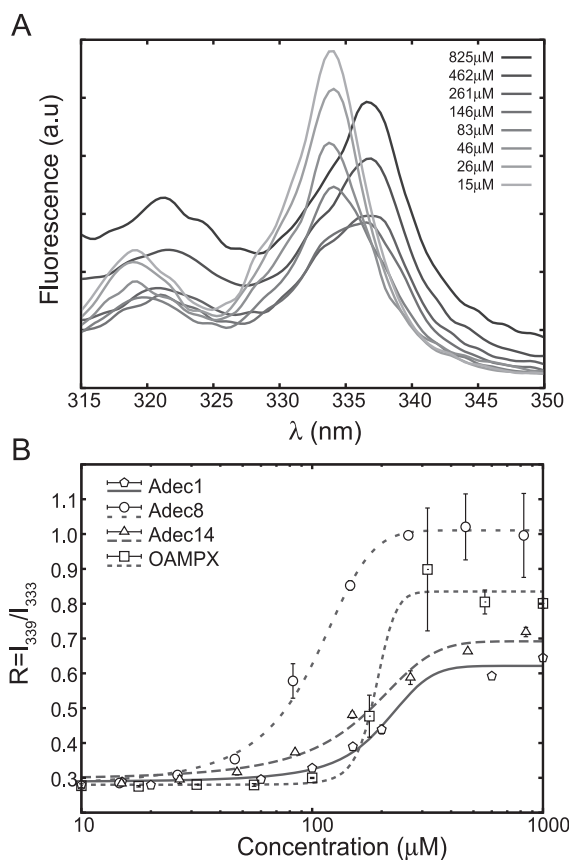 A
825μM
462μM
261μM
146μM
83μM
46μM
26μM
15μM
Fluorescence (a.u)
315 320 325 330 335 340 345 350
λ (nm)
B
Adec1
Adec8
Adec14
OAMPX
1.1
1.0
0.9
0.8
0.7
0.6
0.5
0.4
0.3
R=I339/I333
10 100 1000
Concentration (μM)